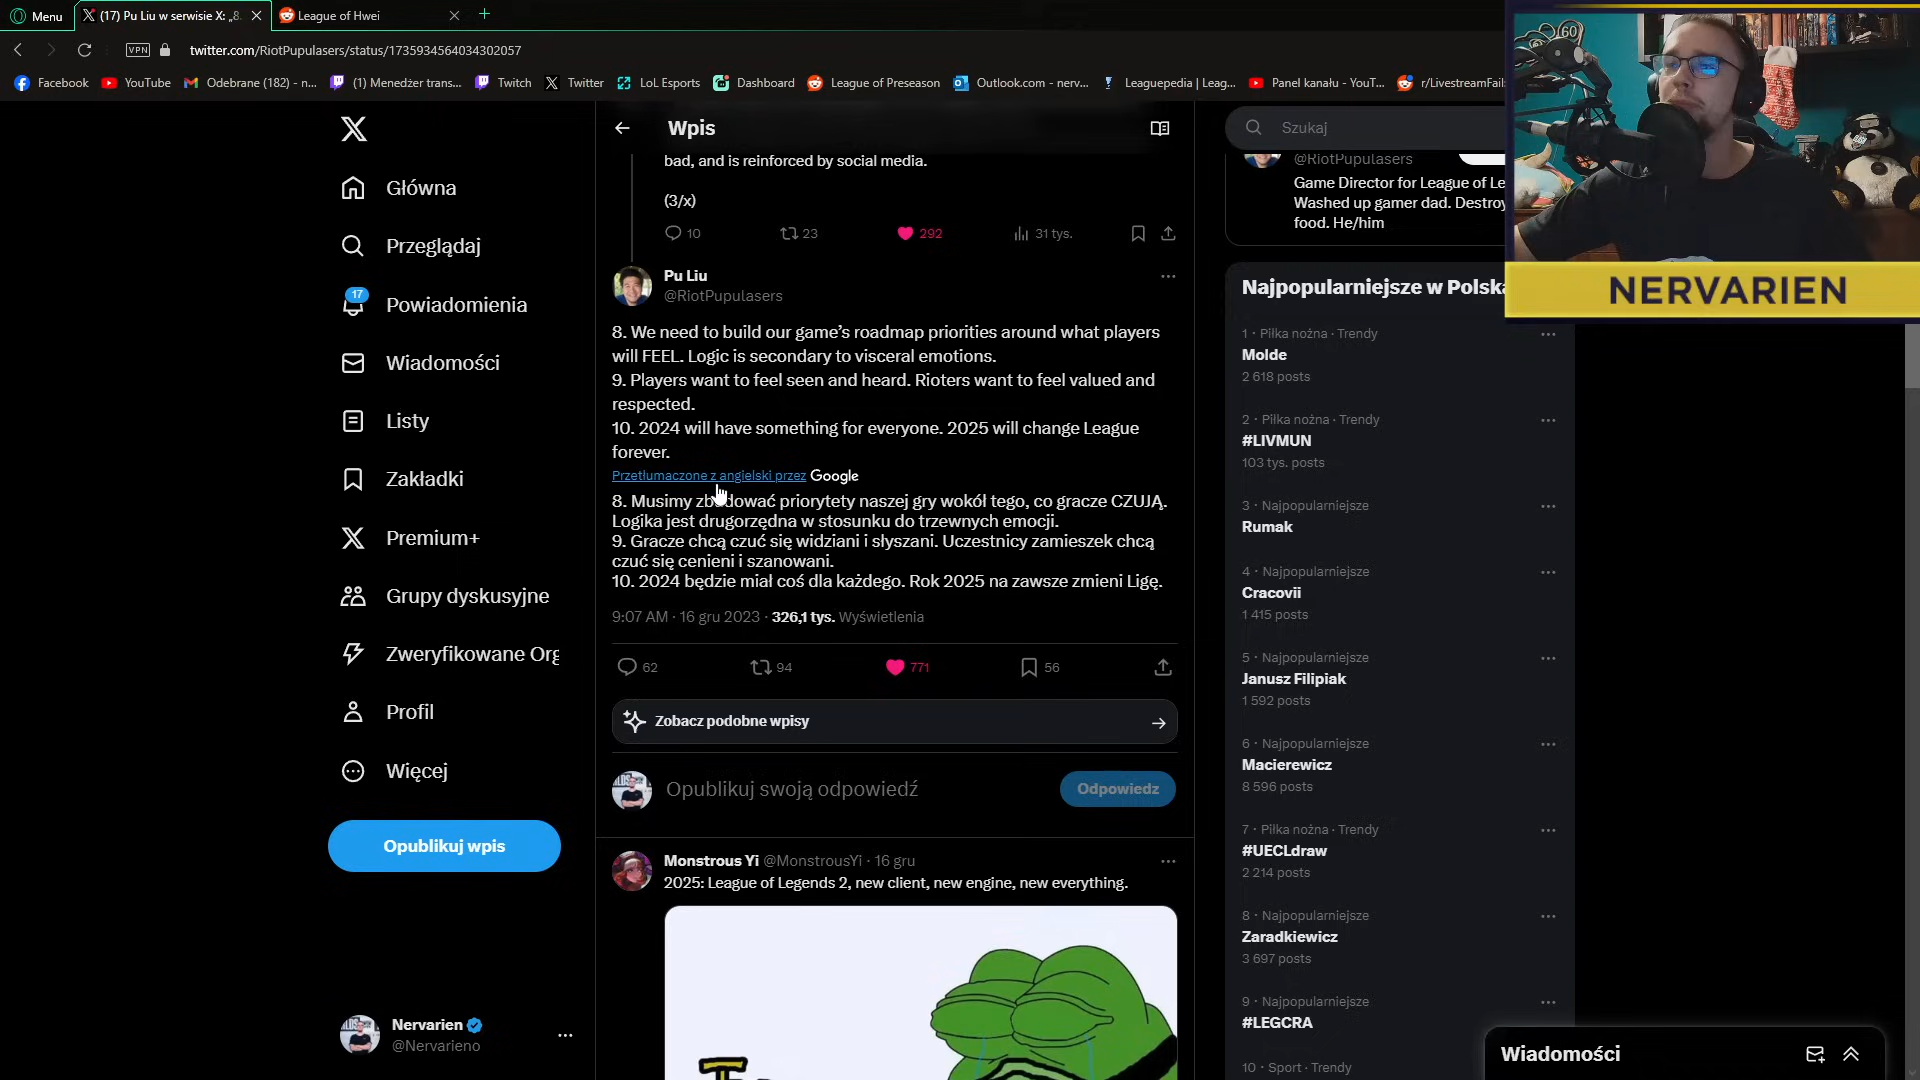 Menu
(17) Pu Liu w serwisie X: „8.
League of Hwei
VPN
twitter.com/RiotPupulasers/status/1735934564034302057
Facebook
YouTube
Odebrane (182) - n...
(1) Menedżer trans...
Twitch
Twitter
LoL Esports
Dashboard
League of Preseason
Outlook.com - nerv...
Leaguepedia | Leag...
Panel kanału - YouT...
r/LivestreamFail
Główna
Przeglądaj
17
Powiadomienia
Wiadomości
Listy
Zakładki
Premium+
Grupy dyskusyjne
Zweryfikowane Org
Profil
Więcej
Opublikuj wpis
Nervarien
@Nervarieno
Wpis
bad, and is reinforced by social media.
(3/x)
10
23
292
31 tys.
Pu Liu
@RiotPupulasers
8. We need to build our game's roadmap priorities around what players
will FEEL. Logic is secondary to visceral emotions.
9. Players want to feel seen and heard. Rioters want to feel valued and
respected.
10. 2024 will have something for everyone. 2025 will change League
forever.
Przetłumaczone z angielski przez Google
8. Musimy zbudować priorytety naszej gry wokół tego, co gracze CZUJĄ.
Logika jest drugorzędna w stosunku do trzewnych emocji.
9. Gracze chcą czuć się widziani i słyszani. Uczestnicy zamieszek chcą
czuć się cenieni i szanowani.
10. 2024 będzie miał coś dla każdego. Rok 2025 na zawsze zmieni Ligę.
9:07 AM · 16 gru 2023 · 326,1 tys. Wyświetlenia
62
94
771
56
Zobacz podobne wpisy
Opublikuj swoją odpowiedź
Odpowiedz
Monstrous Yi @MonstrousYi · 16 gru
2025: League of Legends 2, new client, new engine, new everything.
Szukaj
@RiotPupulasers
Game Director for League of Le
Washed up gamer dad. Destroy
food. He/him
Najpopularniejsze w Polska
1 · Piłka nożna · Trendy
Molde
2 618 posts
2 · Piłka nożna · Trendy
#LIVMUN
103 tys. posts
3 · Najpopularniejsze
Rumak
4 · Najpopularniejsze
Cracovii
1 415 posts
5 · Najpopularniejsze
Janusz Filipiak
1 592 posts
6 · Najpopularniejsze
Macierewicz
8 596 posts
7 · Piłka nożna · Trendy
#UECLdraw
2 214 posts
8 · Najpopularniejsze
Zaradkiewicz
3 697 posts
9 · Najpopularniejsze
#LEGCRA
10 · Sport · Trendy
Wiadomości
NERVARIEN